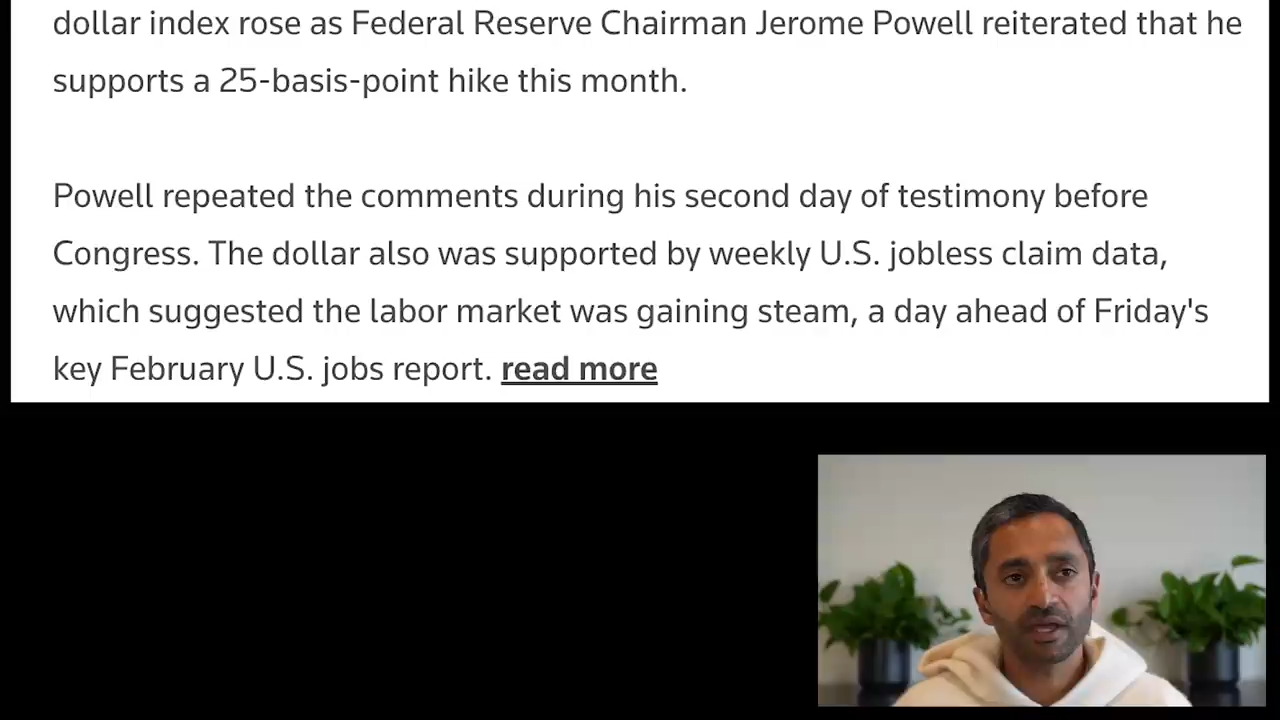 dollar index rose as Federal Reserve Chairman Jerome Powell reiterated that he
supports a 25-basis-point hike this month.
Powell repeated the comments during his second day of testimony before
Congress. The dollar also was supported by weekly U.S. jobless claim data,
which suggested the labor market was gaining steam, a day ahead of Friday's
key February U.S. jobs report. read more